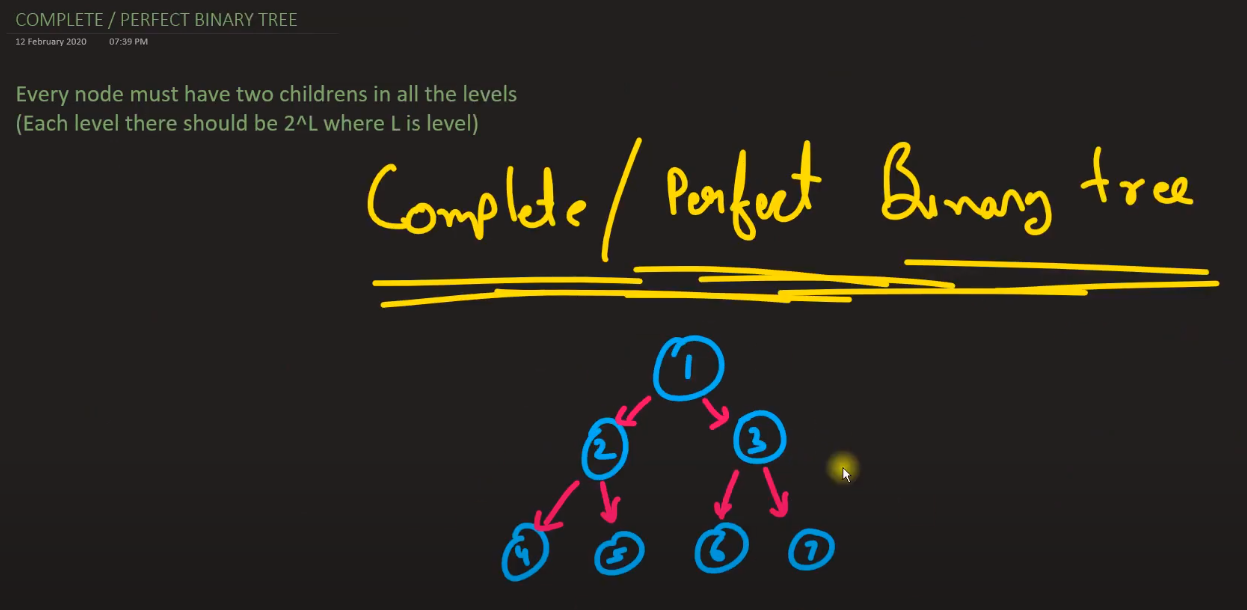 COMPLETE / PERFECT BINARY TREE
12 February 2020 07:39 PM
Every node must have two childrens in all the levels
(Each level there should be 2^L where L is level)
Complete / Perfect Binary tree
1
2 3
4 5 6 7